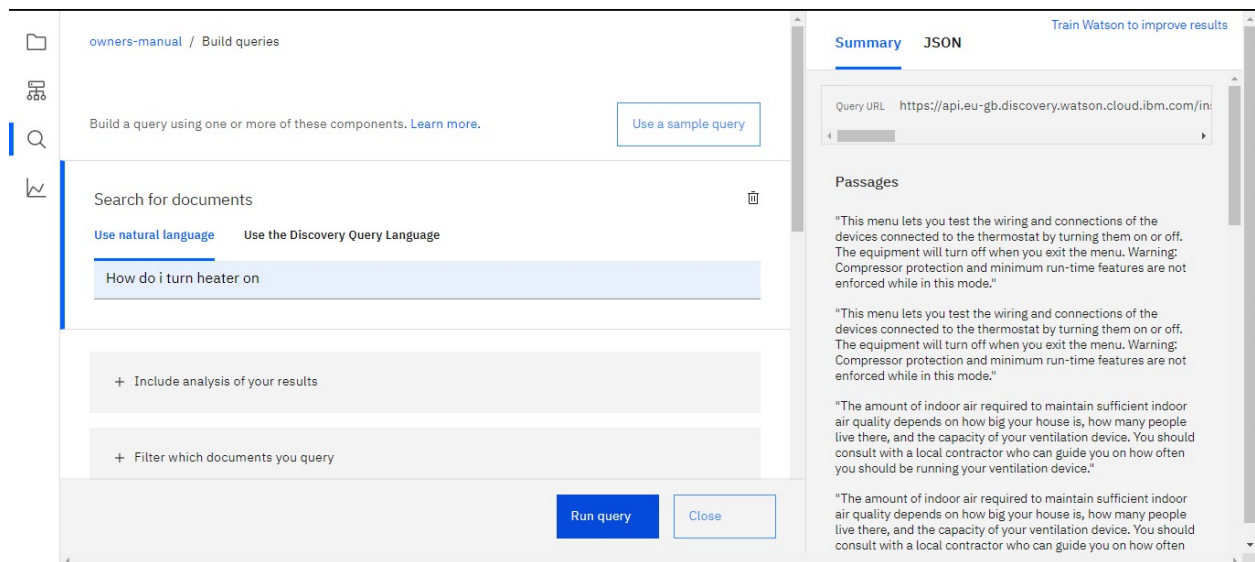 owners-manual / Build queries
Build a query using one or more of these components. Learn more.
Use a sample query
Search for documents
Use natural language Use the Discovery Query Language
How do i turn heater on
+ Include analysis of your results
+ Filter which documents you query
Run query Close
Train Watson to improve results
Summary JSON
Query URL https://api.eu-gb.discovery.watson.cloud.ibm.com/in
Passages
"This menu lets you test the wiring and connections of the
devices connected to the thermostat by turning them on or off.
The equipment will turn off when you exit the menu. Warning:
Compressor protection and minimum run-time features are not
enforced while in this mode."
"This menu lets you test the wiring and connections of the
devices connected to the thermostat by turning them on or off.
The equipment will turn off when you exit the menu. Warning:
Compressor protection and minimum run-time features are not
enforced while in this mode."
"The amount of indoor air required to maintain sufficient indoor
air quality depends on how big your house is, how many people
live there, and the capacity of your ventilation device. You should
consult with a local contractor who can guide you on how often
you should be running your ventilation device."
"The amount of indoor air required to maintain sufficient indoor
air quality depends on how big your house is, how many people
live there, and the capacity of your ventilation device. You should
consult with a local contractor who can guide you on how often